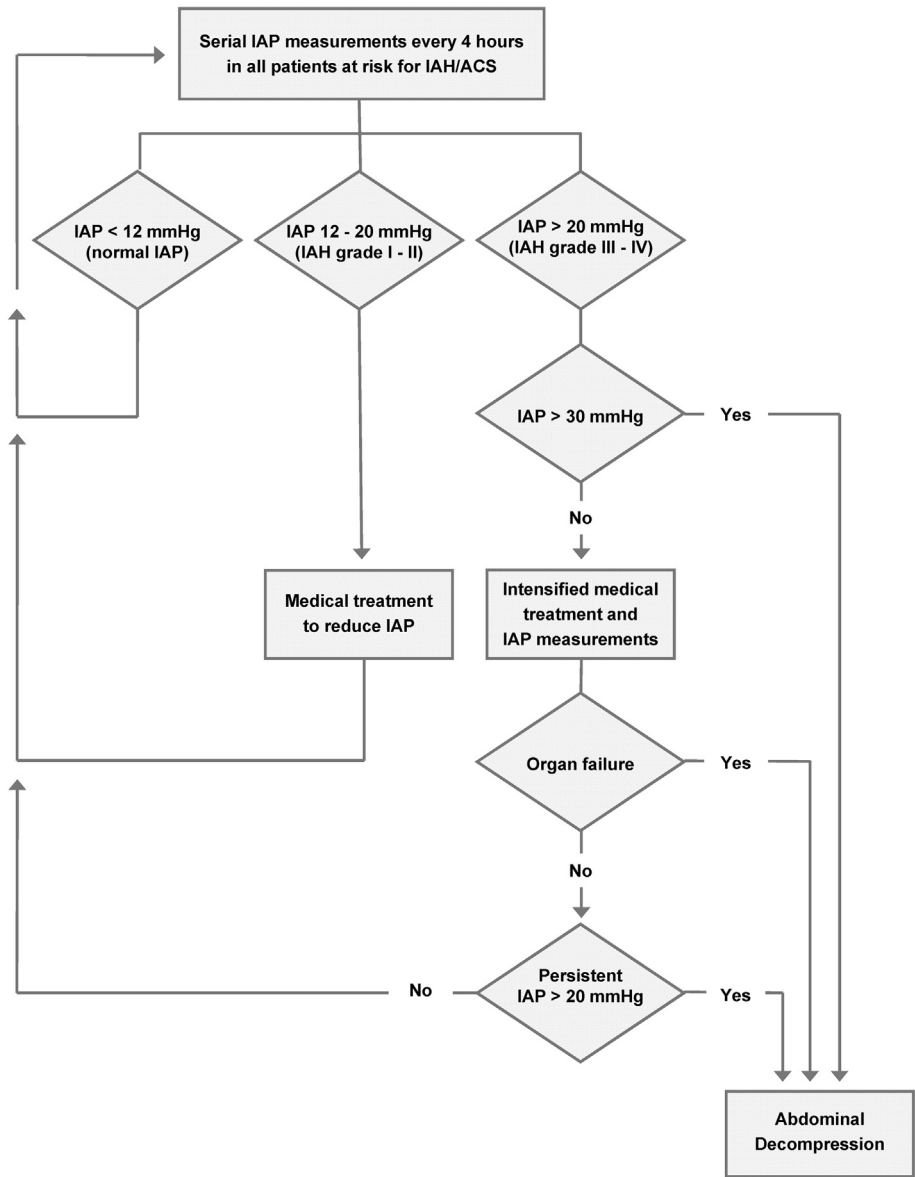 Serial IAP measurements every 4 hours
in all patients at risk for IAH/ACS
IAP < 12 mmHg
(normal IAP)
IAP 12 - 20 mmHg
(IAH grade I - II)
IAP > 20 mmHg
(IAH grade III - IV)
IAP > 30 mmHg
Yes
No
Medical treatment
to reduce IAP
Intensified medical
treatment and
IAP measurements
Organ failure
Yes
No
Persistent
IAP > 20 mmHg
No
Yes
Abdominal
Decompression